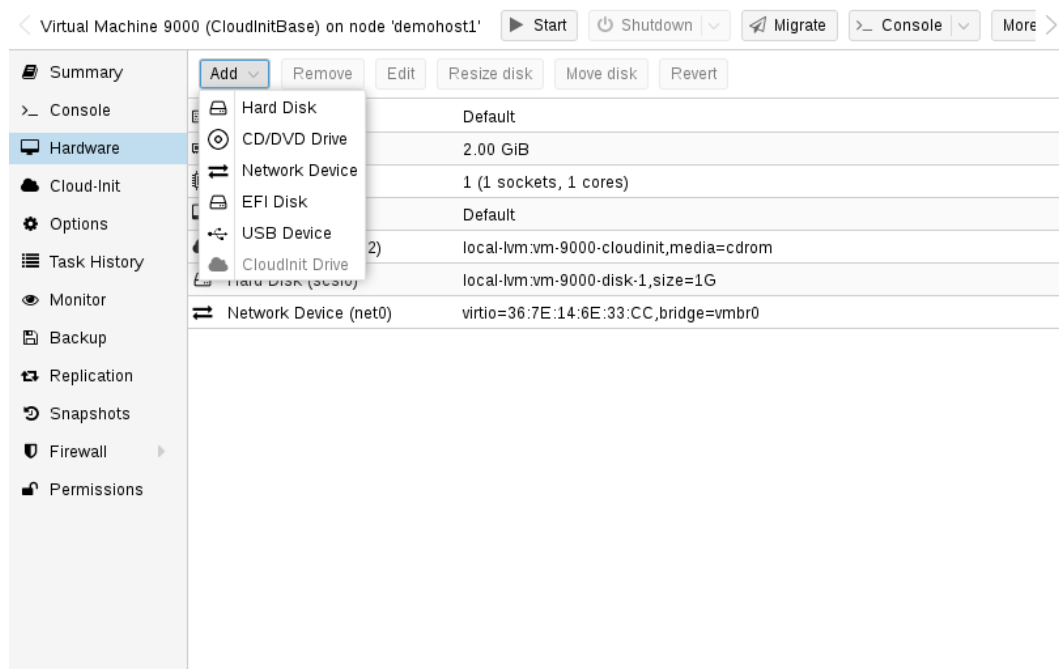 Virtual Machine 9000 (CloudInitBase) on node 'demohost1' Start Shutdown Migrate >_ Console More
Summary
Console
Hardware
Cloud-Init
Options
Task History
Monitor
Backup
Replication
Snapshots
Firewall
Permissions
Add Remove Edit Resize disk Move disk Revert
Hard Disk
CD/DVD Drive
Network Device
EFI Disk
USB Device
CloudInit Drive
Default
2.00 GiB
1 (1 sockets, 1 cores)
Default
2) local-lvm:vm-9000-cloudinit,media=cdrom
Hard Disk (scsi0) local-lvm:vm-9000-disk-1,size=1G
Network Device (net0) virtio=36:7E:14:6E:33:CC,bridge=vmbr0